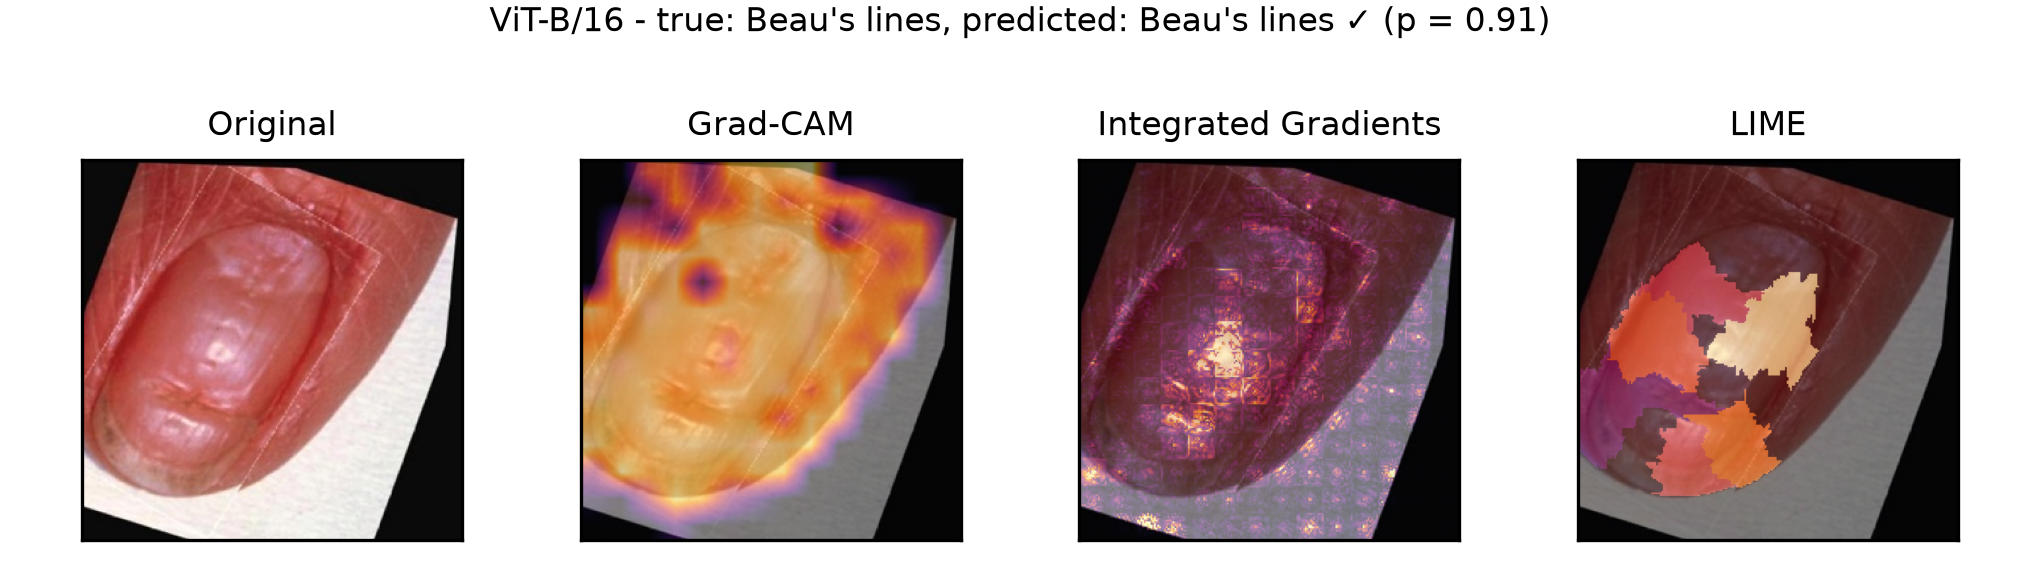 ViT-B/16 - true: Beau's lines, predicted: Beau's lines ✓ (p = 0.91)
Original
Grad-CAM
Integrated Gradients
LIME